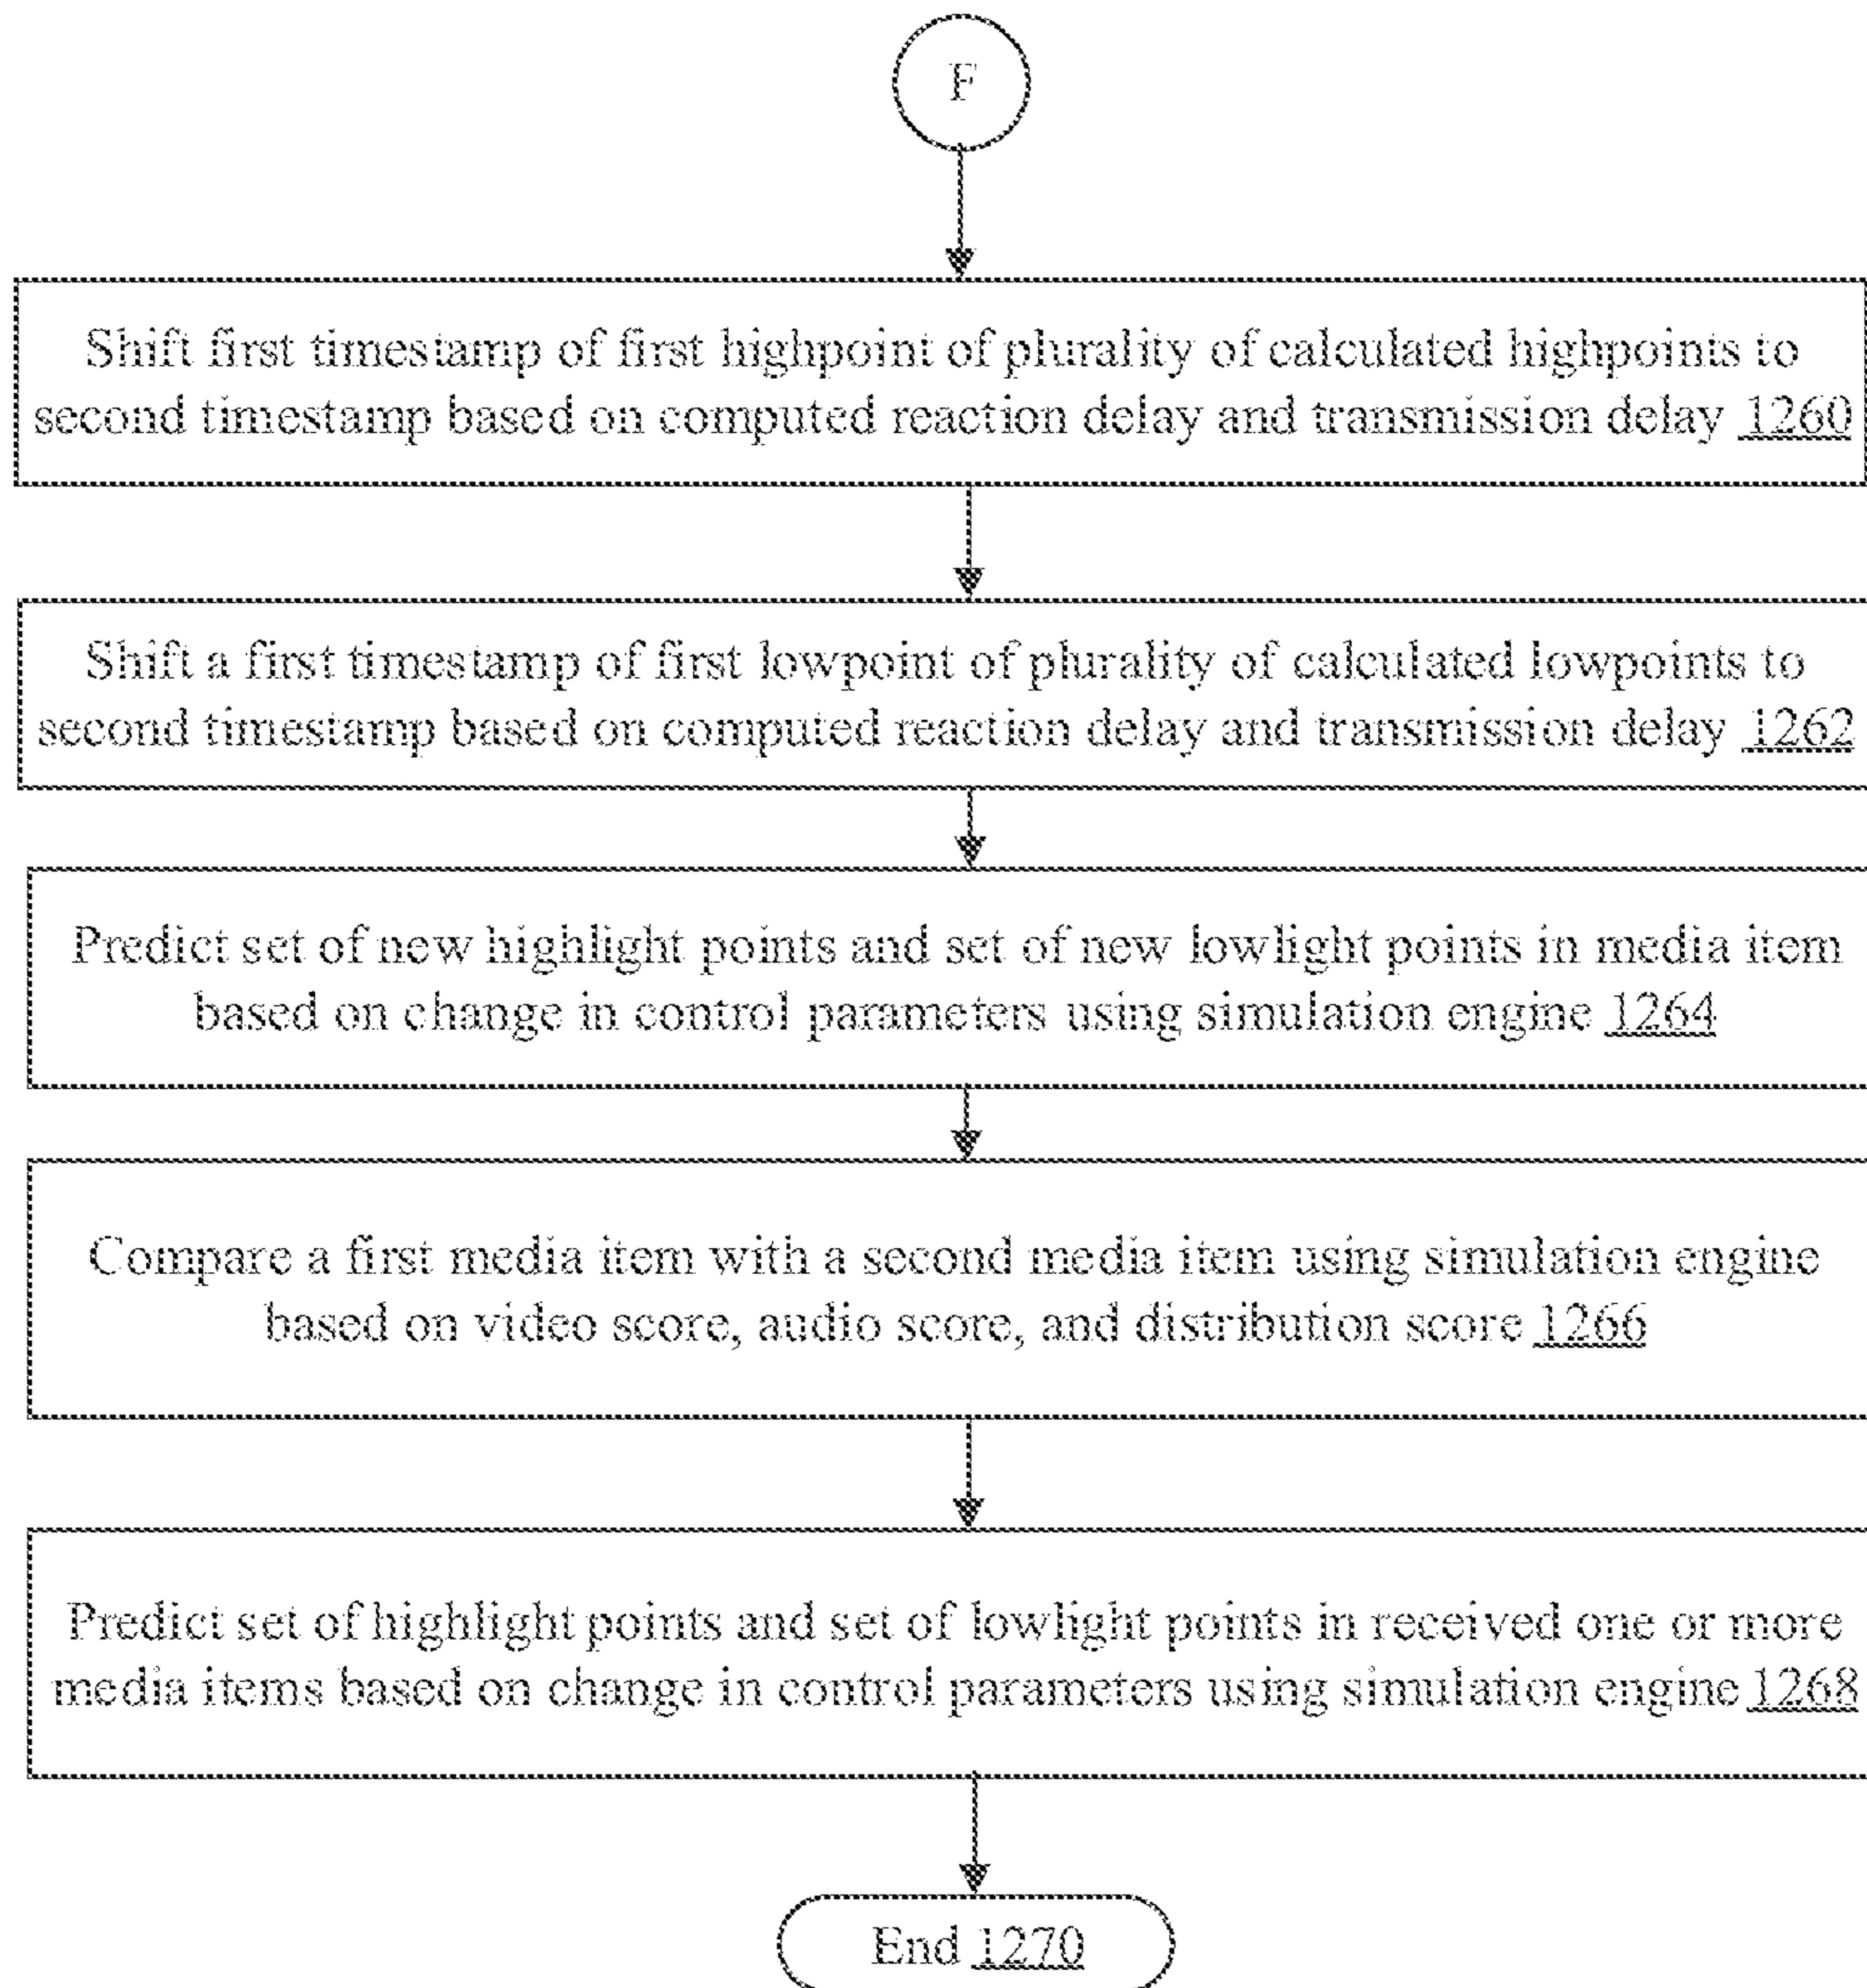 F
Shift first timestamp of first highpoint of plurality of calculated highpoints to
second timestamp based on computed reaction delay and transmission delay 1260
Shift a first timestamp of first lowpoint of plurality of calculated lowpoints to
second timestamp based on computed reaction delay and transmission delay 1262
Predict set of new highlight points and set of new lowlight points in media item
based on change in control parameters using simulation engine 1264
Compare a first media item with a second media item using simulation engine
based on video score, audio score, and distribution score 1266
Predict set of highlight points and set of lowlight points in received one or more
media items based on change in control parameters using simulation engine 1268
End 1270